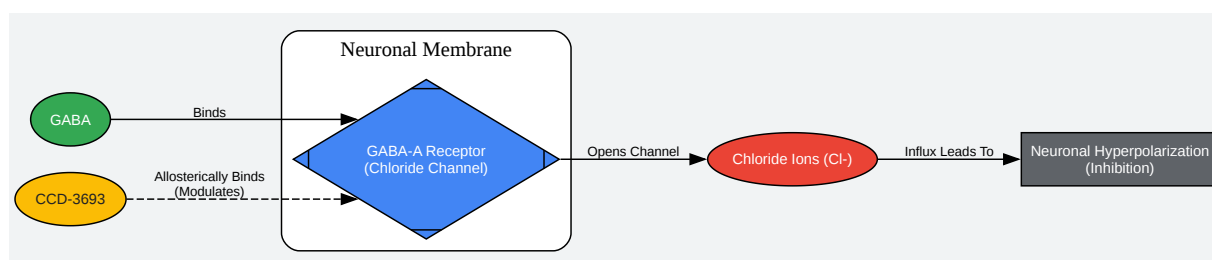 Neuronal Membrane
GABA
Binds
GABA-A Receptor
(Chloride Channel)
Opens Channel
Chloride Ions (Cl-)
Influx Leads To
Neuronal Hyperpolarization
(Inhibition)
CCD-3693
Allosterically Binds
(Modulates)